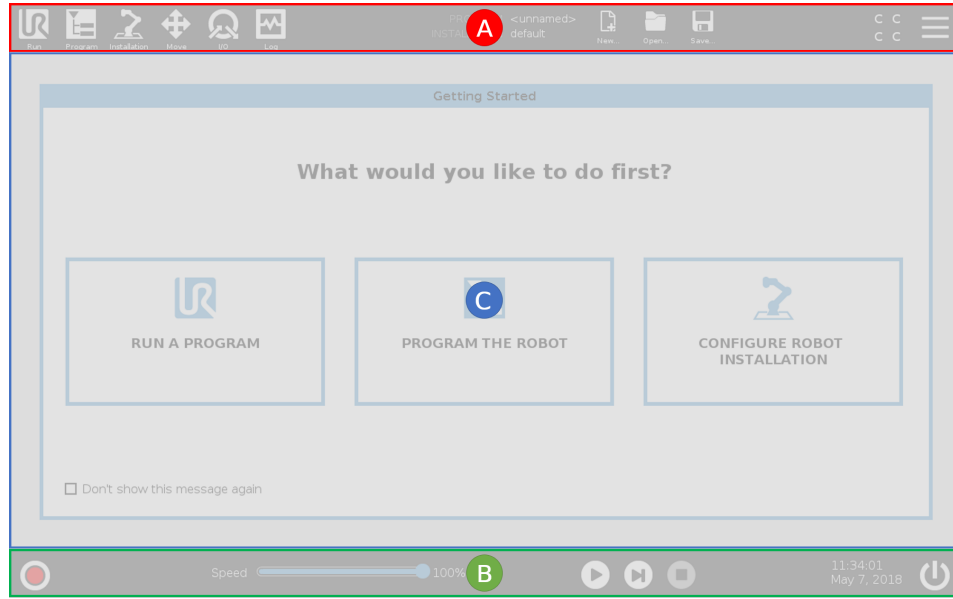 <unnamed>
default
C C
C C
Run
Program
Installation
Move
I/O
Log
A
New...
Open...
Save...
Getting Started
What would you like to do first?
C
RUN A PROGRAM
PROGRAM THE ROBOT
CONFIGURE ROBOT
INSTALLATION
Don't show this message again
Speed
100%
B
11:34:01
May 7, 2018